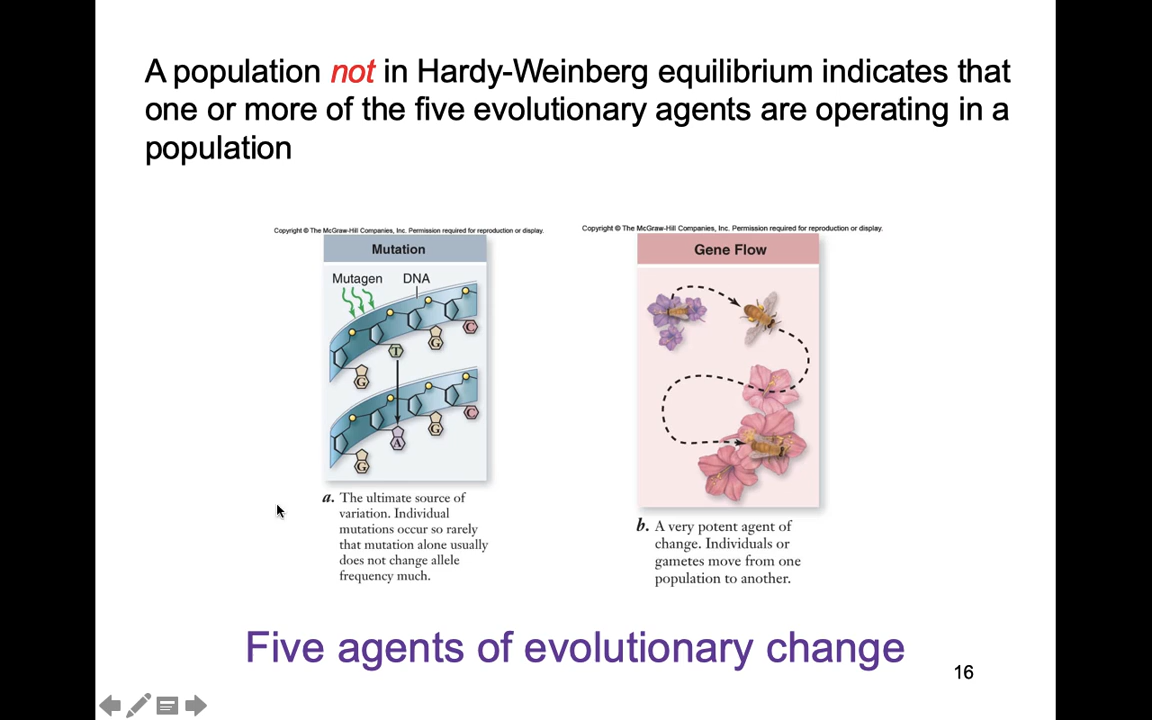 A population not in Hardy-Weinberg equilibrium indicates that
one or more of the five evolutionary agents are operating in a
population
Copyright © The McGraw-Hill Companies, Inc. Permission required for reproduction or display.
Mutation
Mutagen DNA
C
G
T
G
C
G
A
G
a. The ultimate source of
variation. Individual
mutations occur so rarely
that mutation alone usually
does not change allele
frequency much.
Copyright © The McGraw-Hill Companies, Inc. Permission required for reproduction or display.
Gene Flow
b. A very potent agent of
change. Individuals or
gametes move from one
population to another.
Five agents of evolutionary change
16